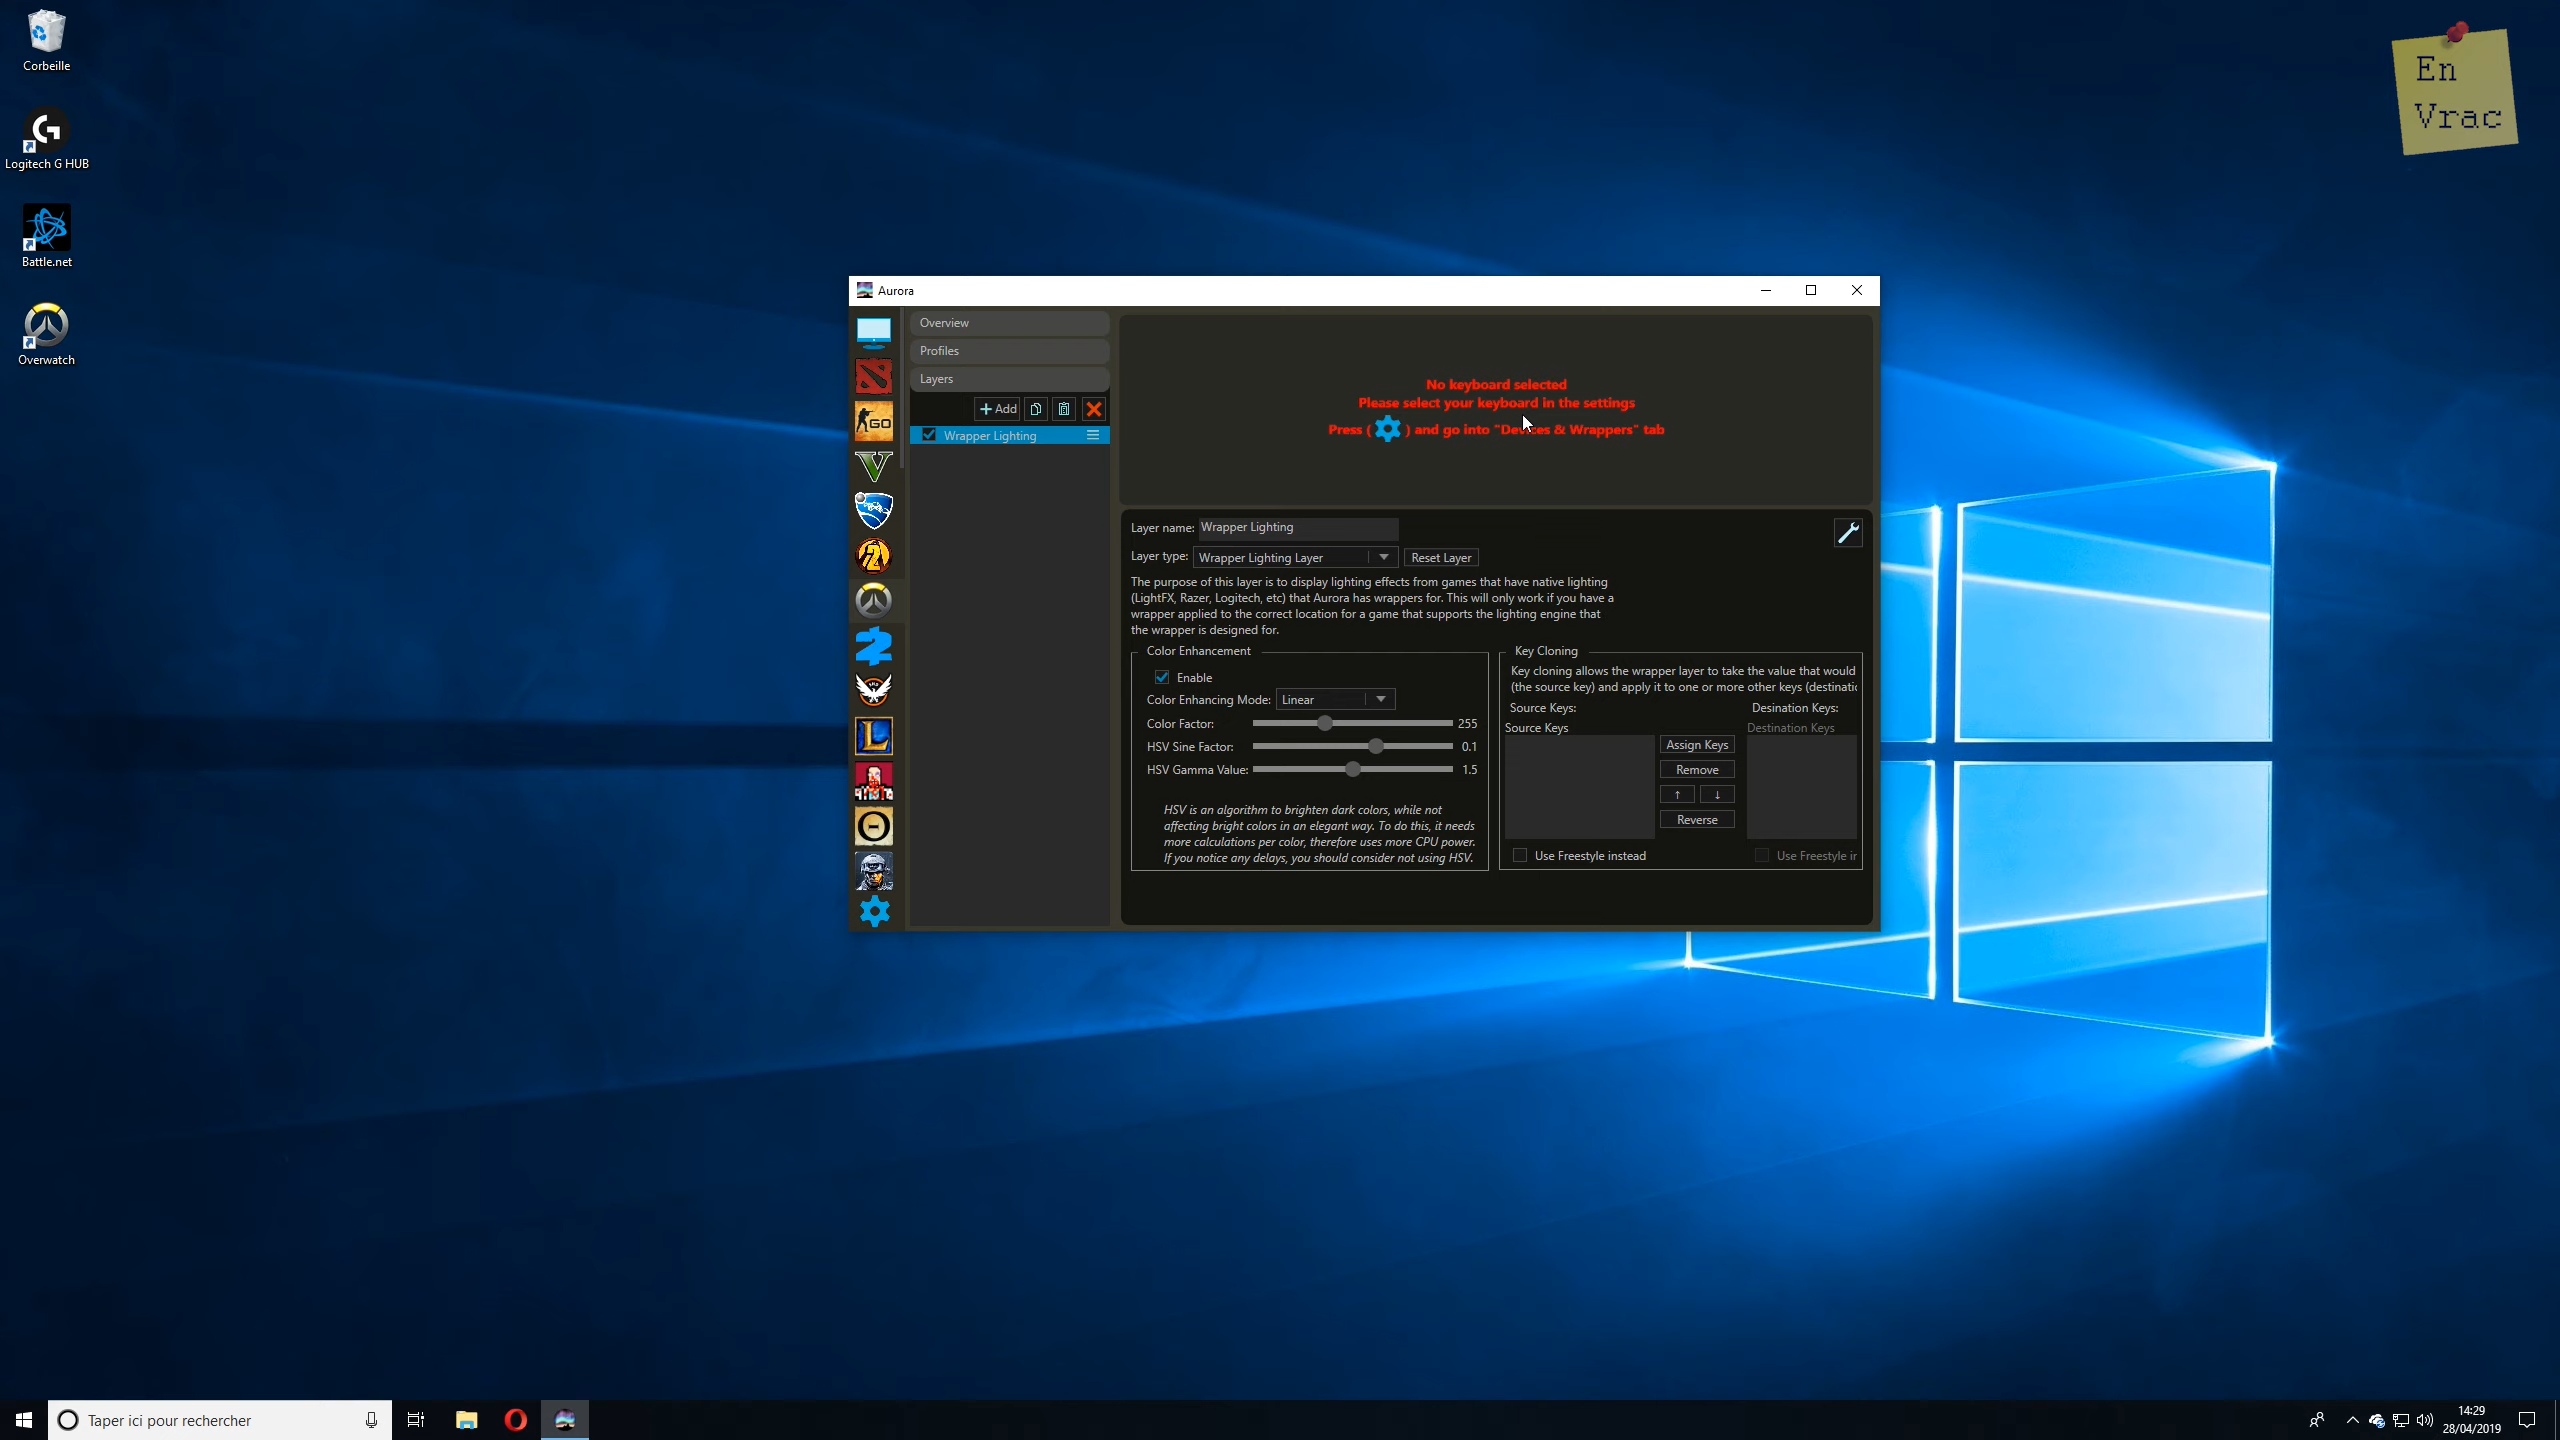 Corbeille
Logitech G HUB
Battle.net
Overwatch
En
Vrac
Aurora
Overview
Profiles
Layers
Add
Wrapper Lighting
No keyboard selected
Please select your keyboard in the settings
Press ( ) and go into "Devices & Wrappers" tab
Layer name: Wrapper Lighting
Layer type: Wrapper Lighting Layer Reset Layer
The purpose of this layer is to display lighting effects from games that have native lighting
(LightFX, Razer, Logitech, etc) that Aurora has wrappers for. This will only work if you have a
wrapper applied to the correct location for a game that supports the lighting engine that
the wrapper is designed for.
Color Enhancement
Enable
Color Enhancing Mode: Linear
Color Factor: 255
HSV Sine Factor: 0.1
HSV Gamma Value: 1.5
HSV is an algorithm to brighten dark colors, while not
affecting bright colors in an elegant way. To do this, it needs
more calculations per color, therefore uses more CPU power.
If you notice any delays, you should consider not using HSV.
Key Cloning
Key cloning allows the wrapper layer to take the value that would
(the source key) and apply it to one or more other keys (destinatic
Source Keys: Desination Keys:
Source Keys Destination Keys
Assign Keys
Remove
↑ ↓
Reverse
Use Freestyle instead Use Freestyle ir
GO
Taper ici pour rechercher
14:29
28/04/2019